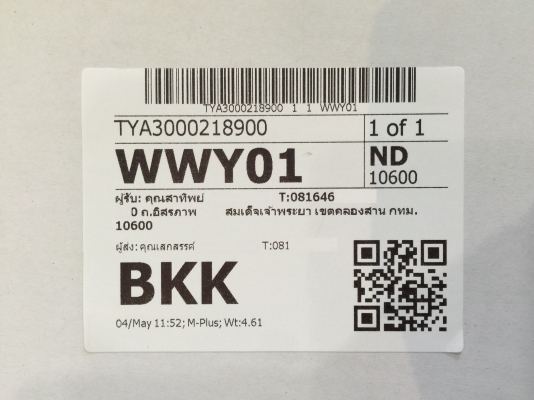 TYA3000218900 1 1 WWY01
TYA3000218900 1 of 1
WWY01 ND
10600
ผู้รับ: คุณสาทิพย์ T:081646
0 ถ.อิสรภาพ สมเด็จเจ้าพระยา เขตคลองสาน กทม.
10600
ผู้ส่ง: คุณเสกสรรค์ T:081
BKK
04/May 11:52; M-Plus; Wt:4.61